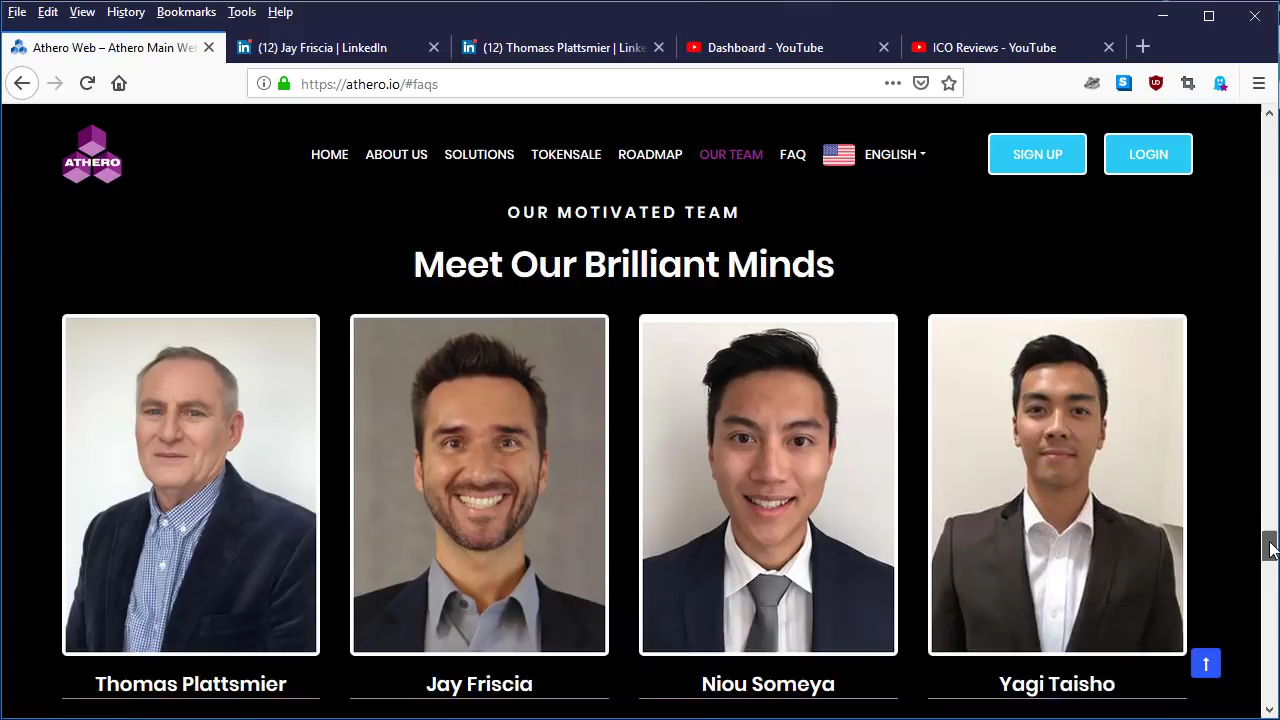 File Edit View History Bookmarks Tools Help
Athero Web – Athero Main We
(12) Jay Friscia | LinkedIn
(12) Thomass Plattsmier | Linke
Dashboard - YouTube
ICO Reviews - YouTube
https://athero.io/#faqs
ATHERO
HOME ABOUT US SOLUTIONS TOKENSALE ROADMAP OUR TEAM FAQ ENGLISH SIGN UP LOGIN
OUR MOTIVATED TEAM
Meet Our Brilliant Minds
Thomas Plattsmier Jay Friscia Niou Someya Yagi Taisho